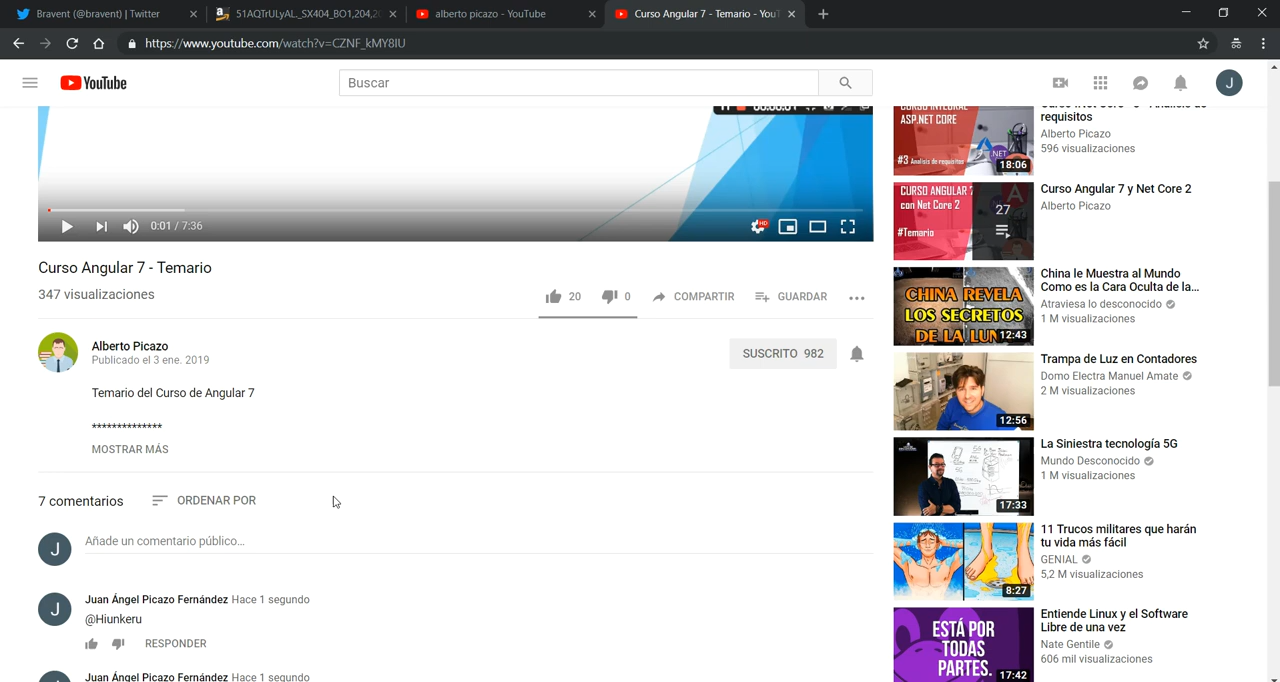 Bravent (@bravent) | Twitter
51AQTrULyAL._SX404_BO1,204,20
alberto picazo - YouTube
Curso Angular 7 - Temario - YouT
https://www.youtube.com/watch?v=CZNF_kMY8IU
YouTube
Buscar
J
0:01 / 7:36
HD
Curso Angular 7 - Temario
347 visualizaciones
20
0
COMPARTIR
GUARDAR
Alberto Picazo
Publicado el 3 ene. 2019
SUSCRITO 982
Temario del Curso de Angular 7
**************
MOSTRAR MÁS
7 comentarios
ORDENAR POR
J
Añade un comentario público...
J
Juan Ángel Picazo Fernández Hace 1 segundo
@Hiunkeru
RESPONDER
Juan Ángel Picazo Fernández Hace 1 segundo
CURSO INTEGRAL
ASP.NET CORE
.NET
#3 Analisis de requisitos
18:06
requisitos
Alberto Picazo
596 visualizaciones
CURSO ANGULAR 7
con Net Core 2
#Temario
27
Curso Angular 7 y Net Core 2
Alberto Picazo
CHINA REVELA
LOS SECRETOS
DE LA LUN
12:43
China le Muestra al Mundo
Como es la Cara Oculta de la...
Atraviesa lo desconocido
1 M visualizaciones
12:56
Trampa de Luz en Contadores
Domo Electra Manuel Amate
2 M visualizaciones
17:33
La Siniestra tecnología 5G
Mundo Desconocido
1 M visualizaciones
8:27
11 Trucos militares que harán
tu vida más fácil
GENIAL
5,2 M visualizaciones
ESTÁ POR
TODAS
PARTES.
17:42
Entiende Linux y el Software
Libre de una vez
Nate Gentile
606 mil visualizaciones